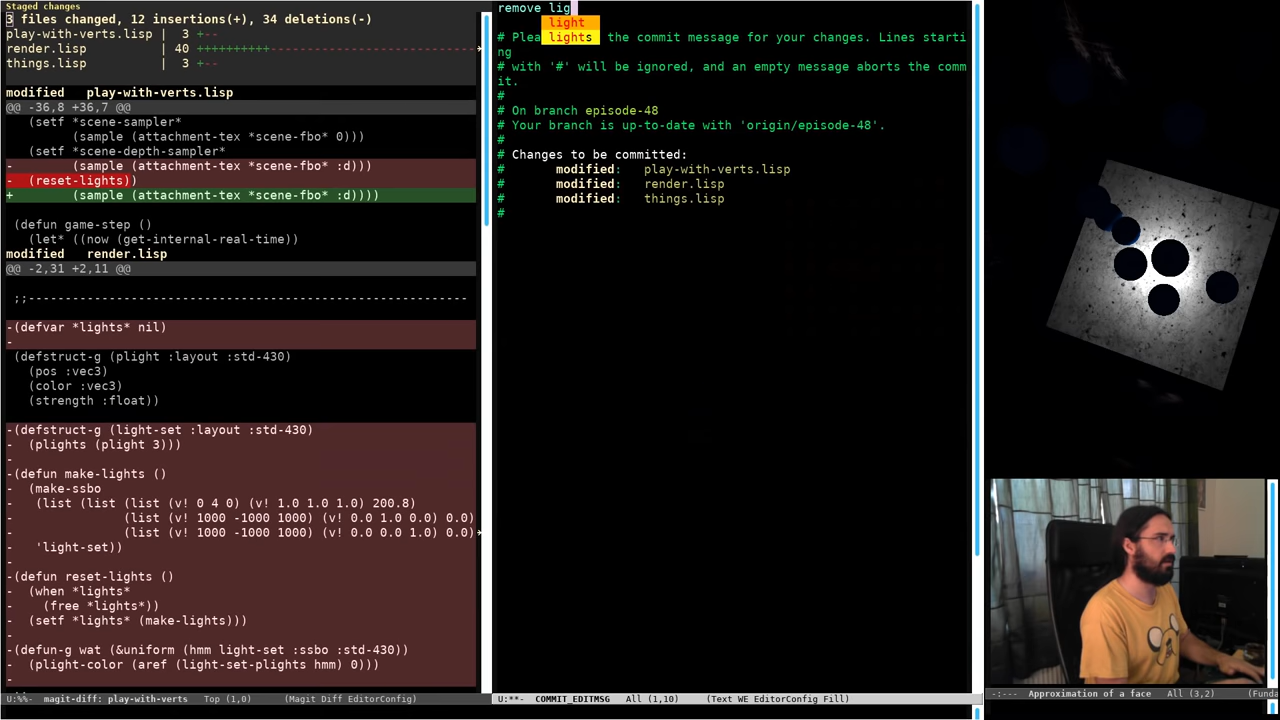 Staged changes
3 files changed, 12 insertions(+), 34 deletions(-)
play-with-verts.lisp |  3 +--
render.lisp          | 40 ++++++++++------------------------------
things.lisp          |  3 +--
modified   play-with-verts.lisp
@@ -36,8 +36,7 @@
   (setf *scene-sampler*
         (sample (attachment-tex *scene-fbo* 0)))
   (setf *scene-depth-sampler*
-        (sample (attachment-tex *scene-fbo* :d)))
-  (reset-lights))
+        (sample (attachment-tex *scene-fbo* :d))))
 (defun game-step ()
   (let* ((now (get-internal-real-time))
modified   render.lisp
@@ -2,31 +2,11 @@
 ;;------------------------------------------------------------
-(defvar *lights* nil)
-
 (defstruct-g (plight :layout :std-430)
   (pos :vec3)
   (color :vec3)
   (strength :float))
-(defstruct-g (light-set :layout :std-430)
-  (plights (plight 3)))
-
-(defun make-lights ()
-  (make-ssbo
-   (list (list (list (v! 0 4 0) (v! 1.0 1.0 1.0) 200.8)
-               (list (v! 1000 -1000 1000) (v! 0.0 1.0 0.0) 0.0)
-               (list (v! 1000 -1000 1000) (v! 0.0 0.0 1.0) 0.0)
-   'light-set))
-
-(defun reset-lights ()
-  (when *lights*
-    (free *lights*))
-  (setf *lights* (make-lights)))
-
-(defun-g wat (&uniform (hmm light-set :ssbo :std-430))
-  (plight-color (aref (light-set-plights hmm) 0)))
-
U:%%-  magit-diff: play-with-verts   Top (1,0)      (Magit Diff EditorConfig)
remove lig
light
lights
# Plea the commit message for your changes. Lines starti
ng
# with '#' will be ignored, and an empty message aborts the comm
it.
#
# On branch episode-48
# Your branch is up-to-date with 'origin/episode-48'.
#
# Changes to be committed:
#       modified:   play-with-verts.lisp
#       modified:   render.lisp
#       modified:   things.lisp
#
U:**-  COMMIT_EDITMSG   All (1,10)     (Text WE EditorConfig Fill)
-:---  Approximation of a face   All (3,2)      (Funda